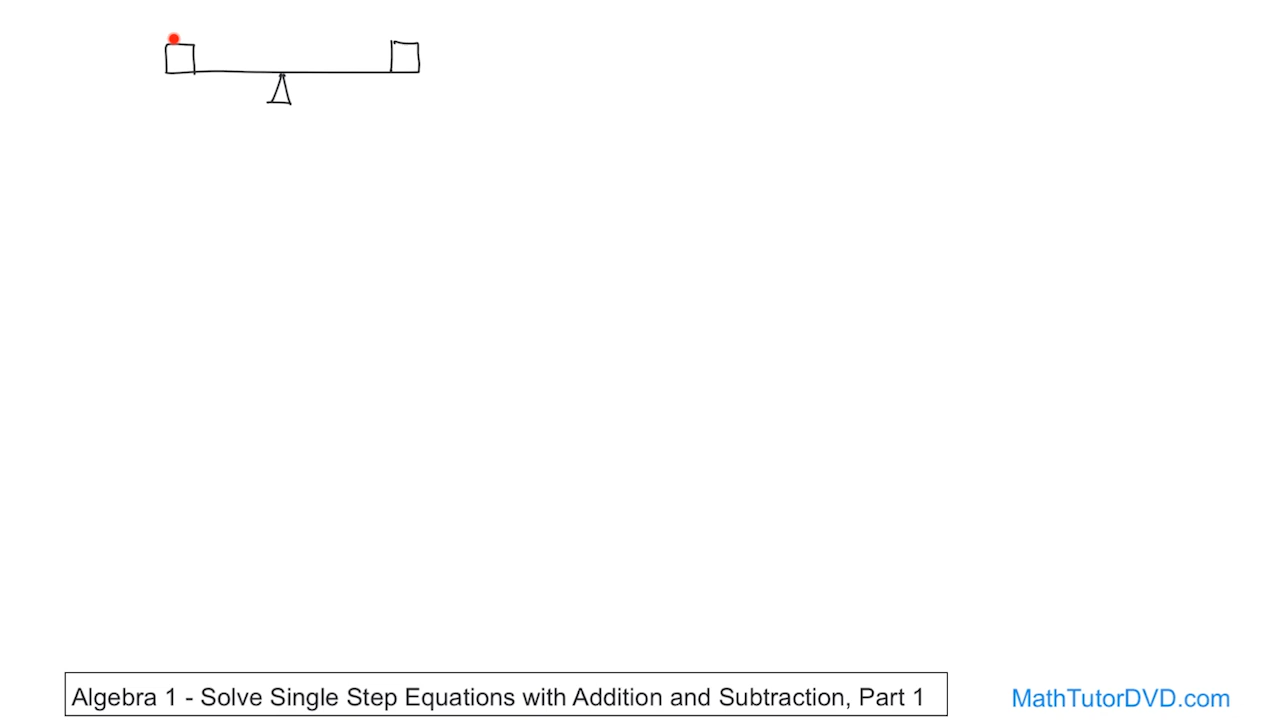 Algebra 1 - Solve Single Step Equations with Addition and Subtraction, Part 1
MathTutorDVD.com